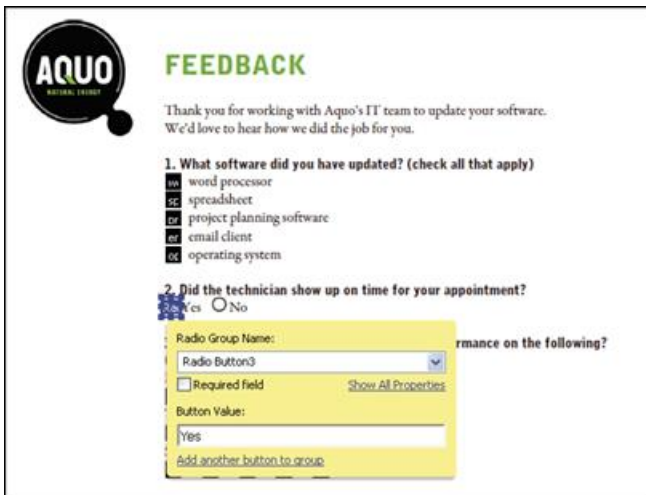 AQUO
NATURAL ENERGY
FEEDBACK
Thank you for working with Aquo's IT team to update your software.
We'd love to hear how we did the job for you.
1. What software did you have updated? (check all that apply)
sw word processor
sp spreadsheet
pr project planning software
er email client
og operating system
2. Did the technician show up on time for your appointment?
Yes No
rmance on the following?
Radio Group Name:
Radio Button3
Required field Show All Properties
Button Value:
Yes
Add another button to group